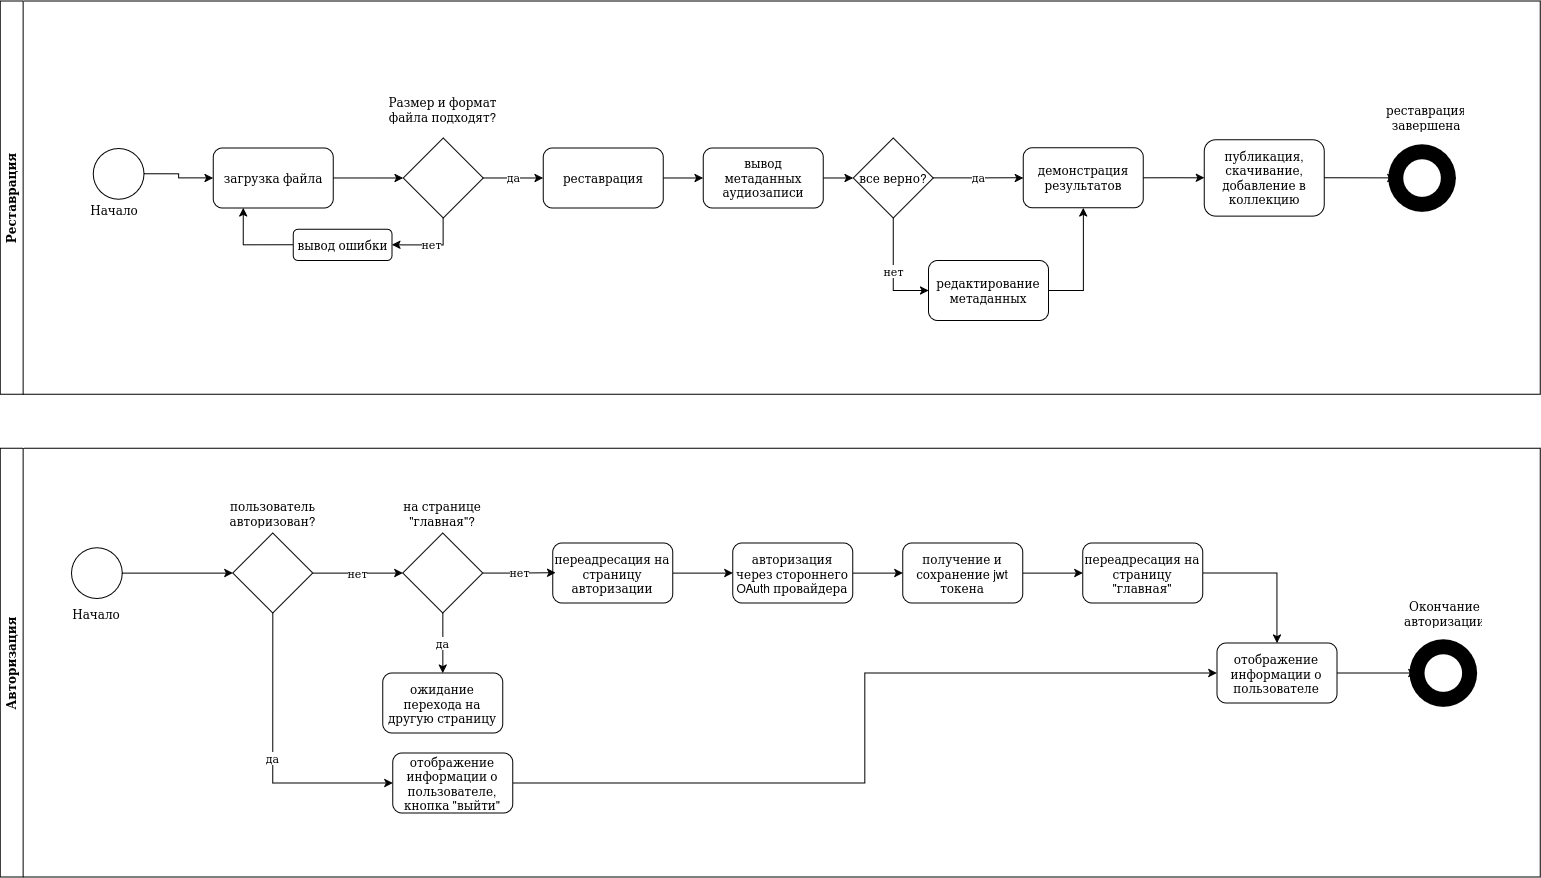 Реставрация
Размер и формат
файла подходят?
Начало
загрузка файла
вывод ошибки
нет
да
реставрация
вывод
метаданных
аудиозаписи
все верно?
да
нет
редактирование
метаданных
демонстрация
результатов
публикация,
скачивание,
добавление в
коллекцию
реставрация
завершена
Авторизация
Начало
пользователь
авторизован?
нет
да
на странице
"главная"?
нет
да
ожидание
перехода на
другую страницу
отображение
информации о
пользователе,
кнопка "выйти"
переадресация на
страницу
авторизации
авторизация
через стороннего
OAuth провайдера
получение и
сохранение jwt
токена
переадресация на
страницу
"главная"
отображение
информации о
пользователе
Окончание
авторизации